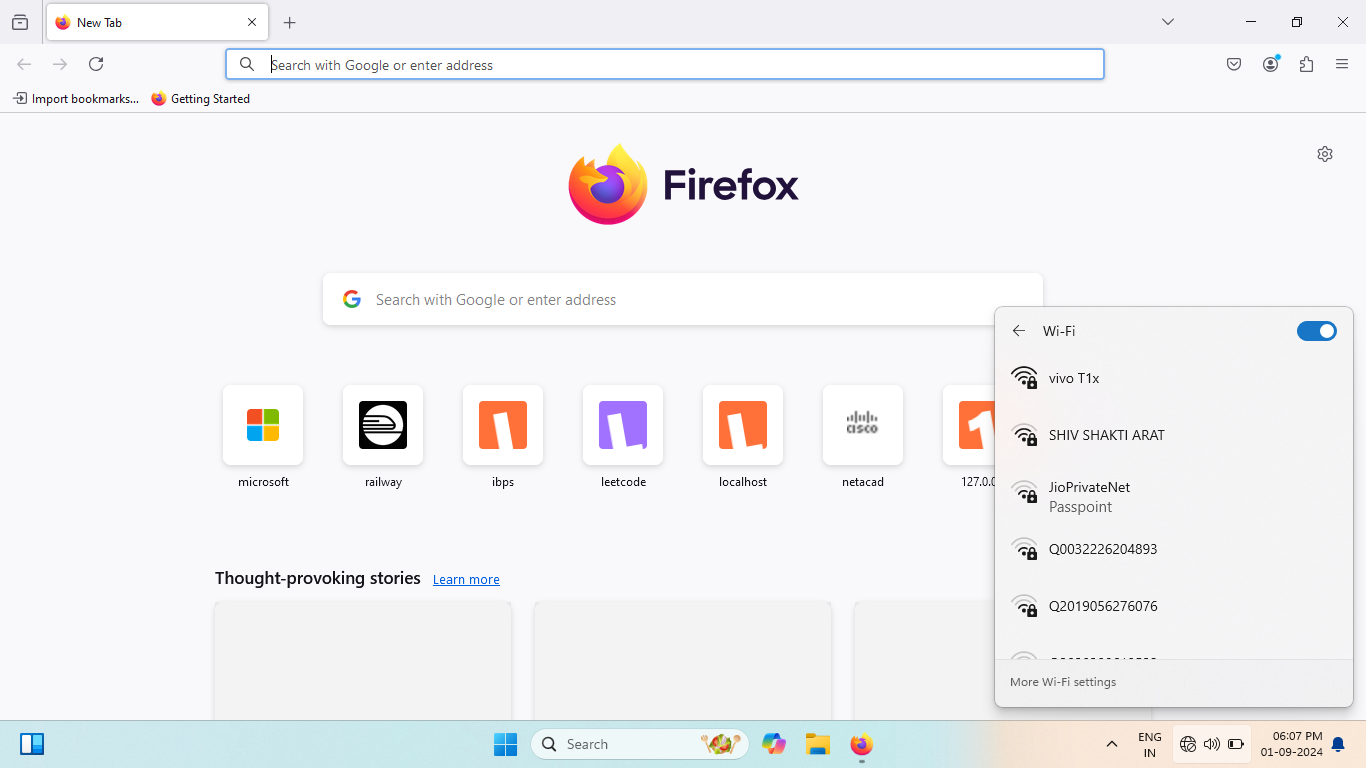 New Tab
Search with Google or enter address
Import bookmarks...
Getting Started
Firefox
Search with Google or enter address
microsoft
railway
ibps
leetcode
localhost
cisco
netacad
1
127.0.0
Thought-provoking stories
Learn more
Wi-Fi
vivo T1x
SHIV SHAKTI ARAT
JioPrivateNet
Passpoint
Q0032226204893
Q2019056276076
More Wi-Fi settings
Search
ENG
IN
06:07 PM
01-09-2024